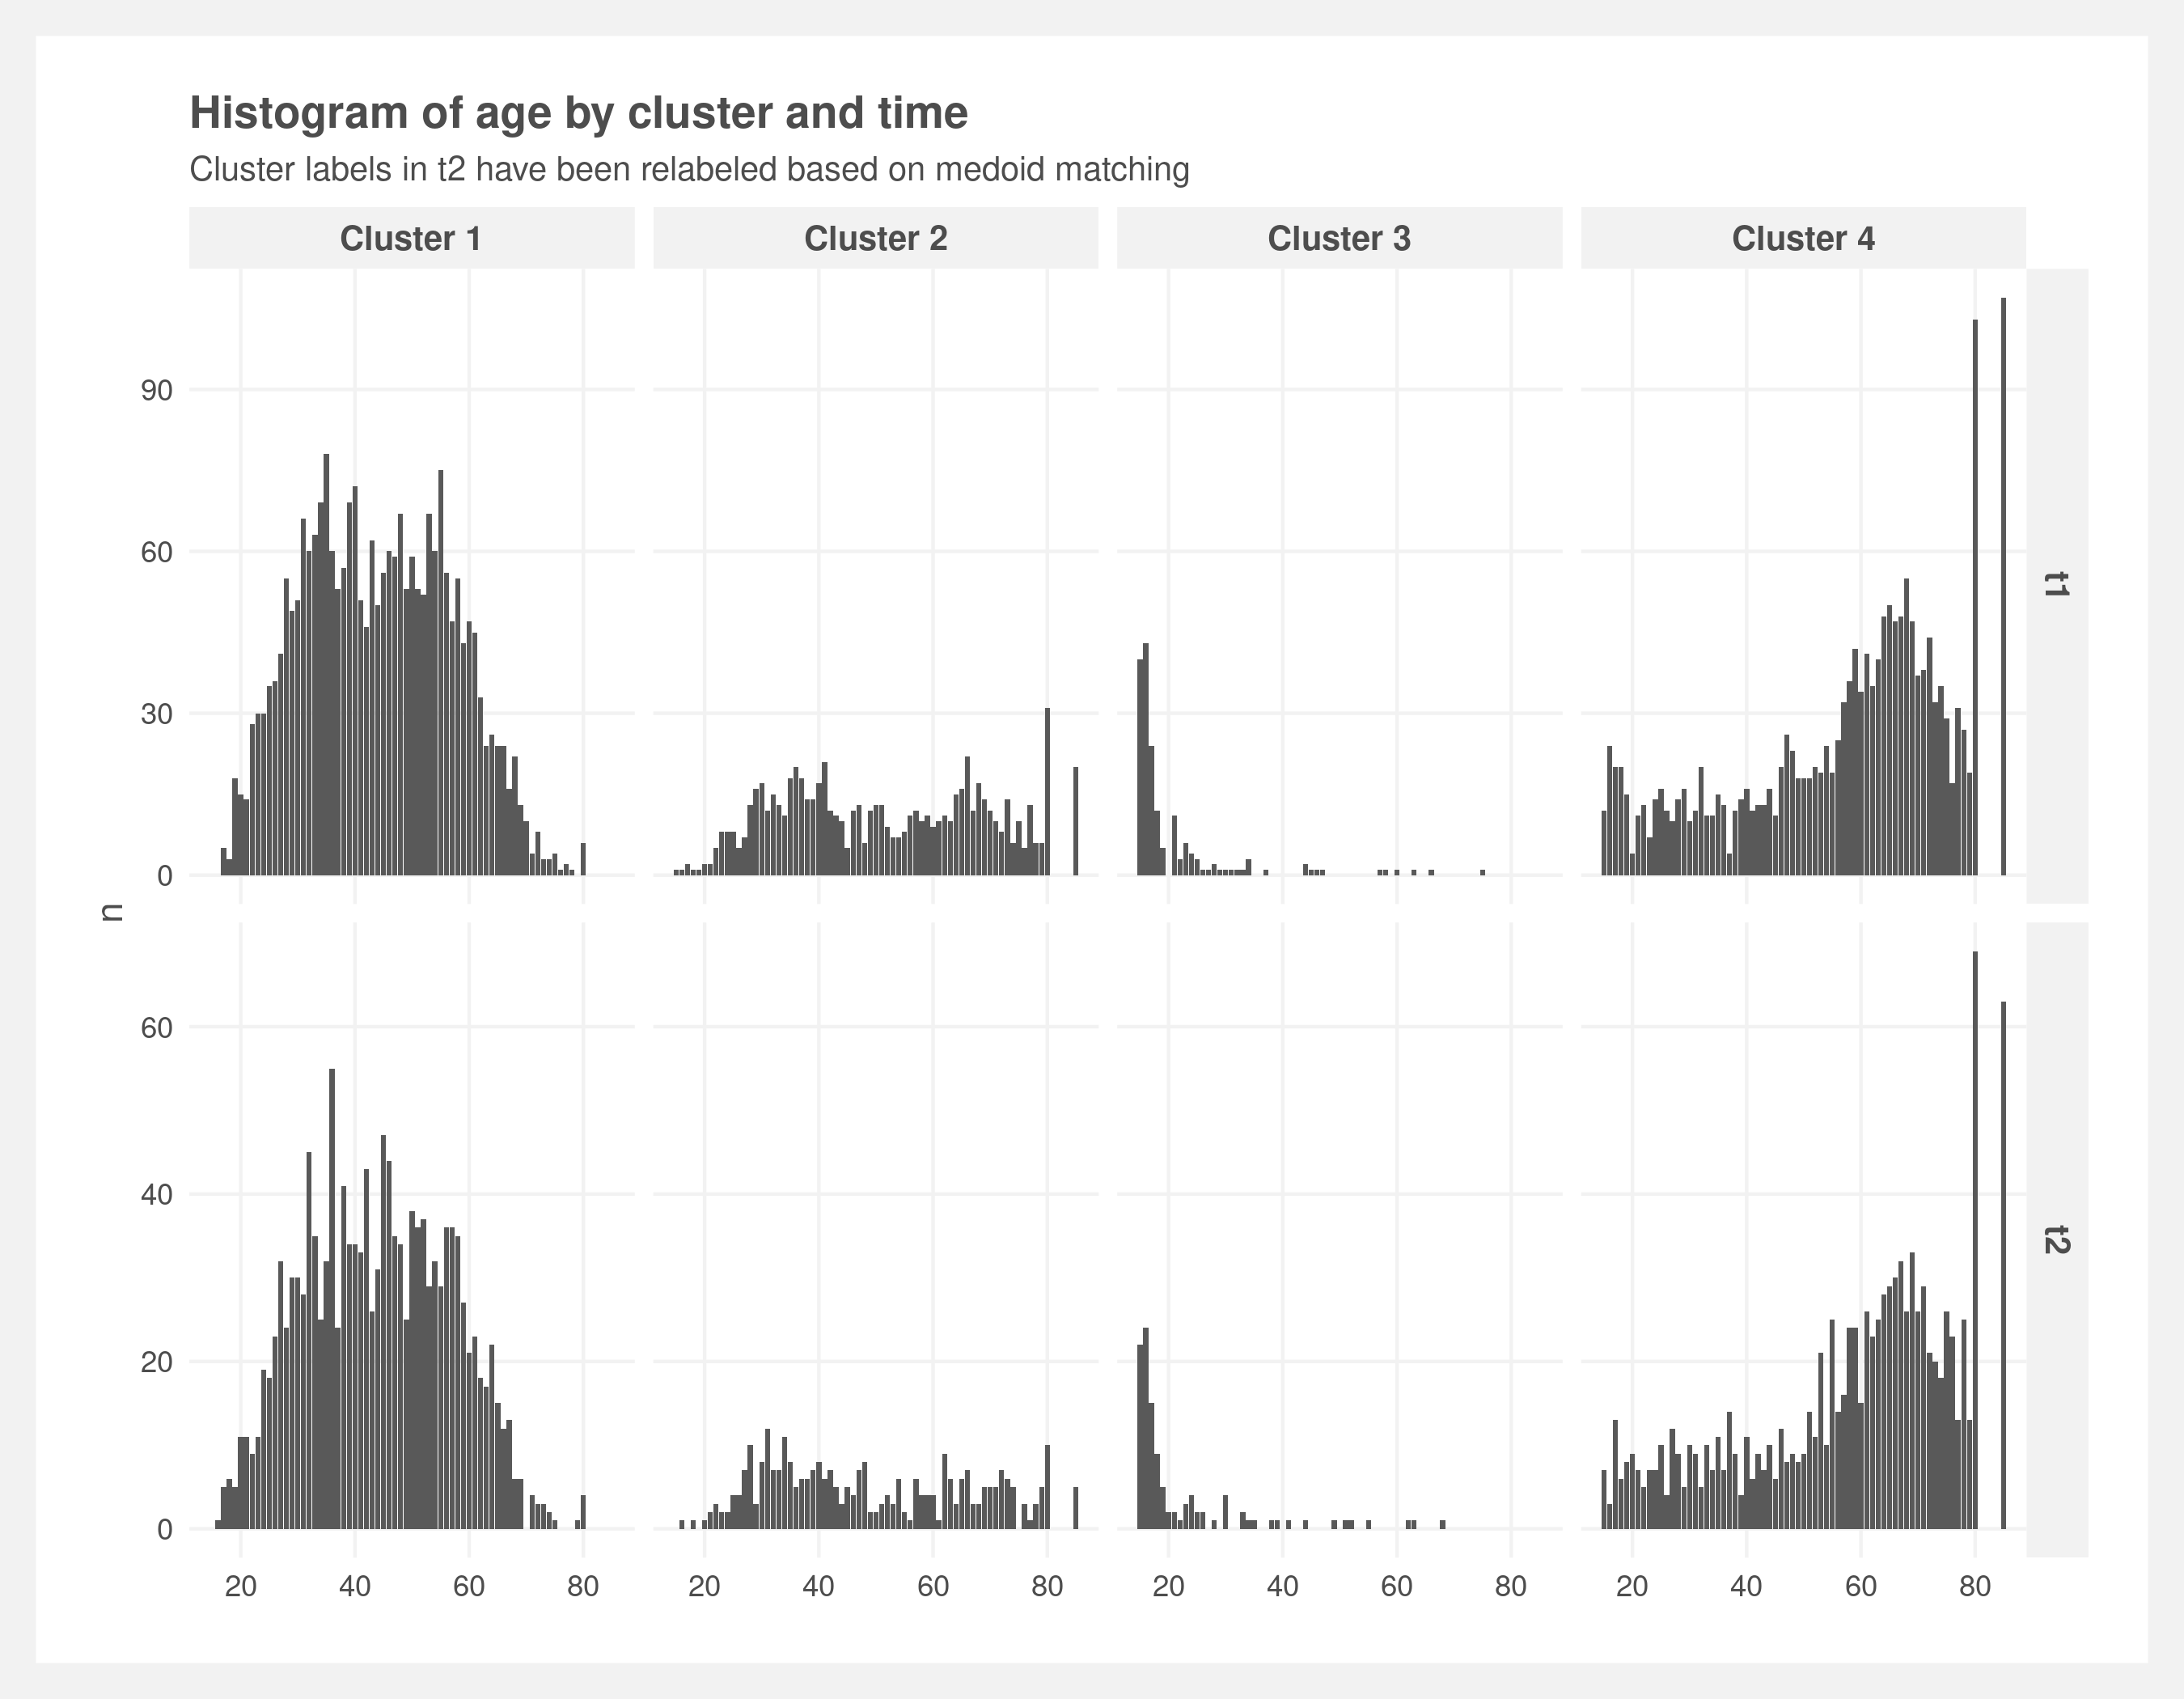 Histogram of age by cluster and time
Cluster labels in t2 have been relabeled based on medoid matching
Cluster 1 Cluster 2 Cluster 3 Cluster 4
90
60
30
0
t1
n
60
40
20
0
t2
20 40 60 80 20 40 60 80 20 40 60 80 20 40 60 80